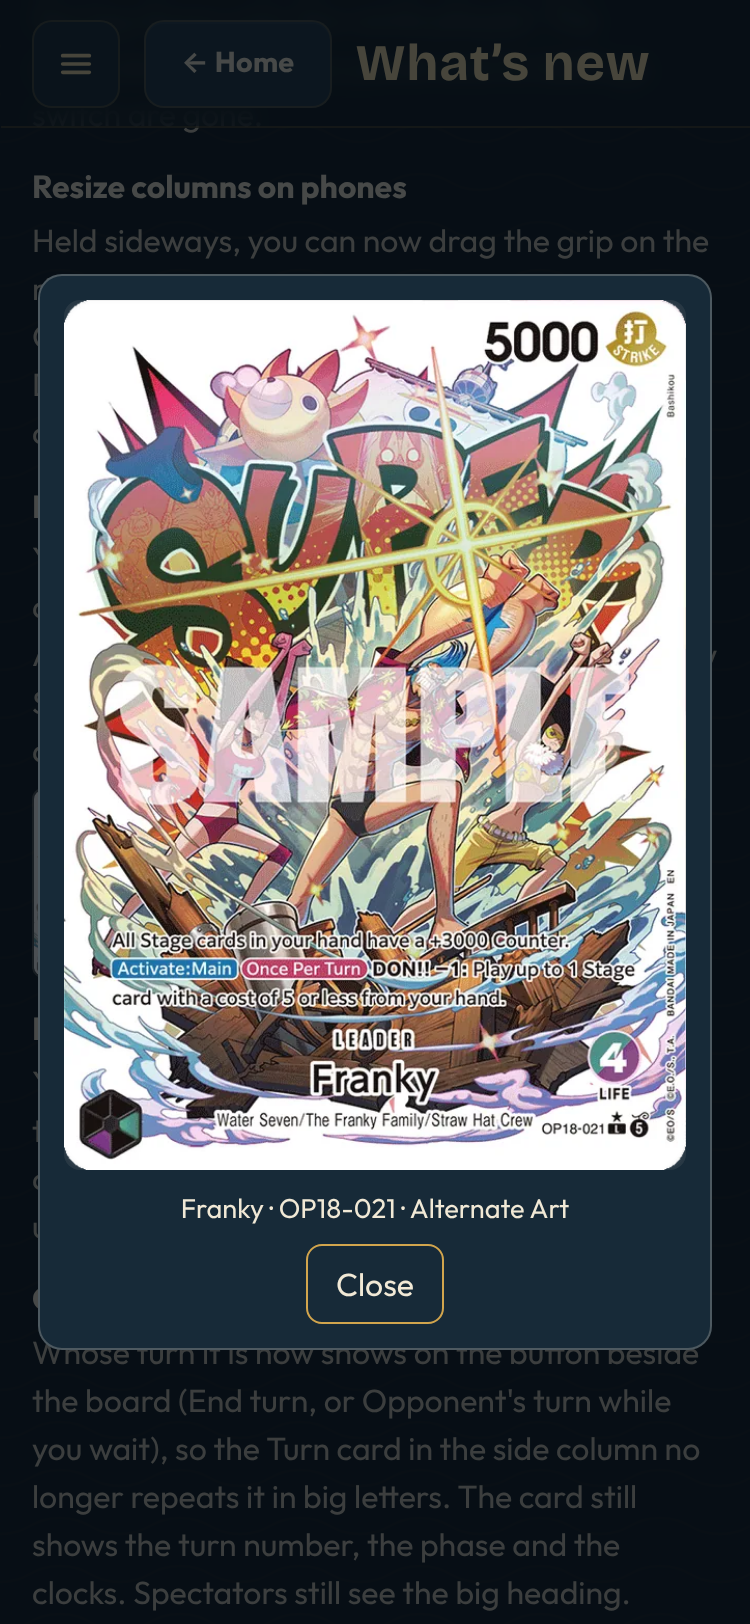 ← Home
What's new
switch are gone.
Resize columns on phones
Held sideways, you can now drag the grip on the
5000
打
STRIKE
Bashikou
SUPER
SAMPLE
All Stage cards in your hand have a +3000 Counter.
Activate:Main Once Per Turn DON!! −1: Play up to 1 Stage
card with a cost of 5 or less from your hand.
LEADER
Franky
4
LIFE
Water Seven/The Franky Family/Straw Hat Crew
OP18-021 L 5
©E.O/S. ©E.O./S., T.A. BANDAI MADE IN JAPAN EN
Franky · OP18-021 · Alternate Art
Close
Whose turn it is now shows on the button beside
the board (End turn, or Opponent's turn while
you wait), so the Turn card in the side column no
longer repeats it in big letters. The card still
shows the turn number, the phase and the
clocks. Spectators still see the big heading.